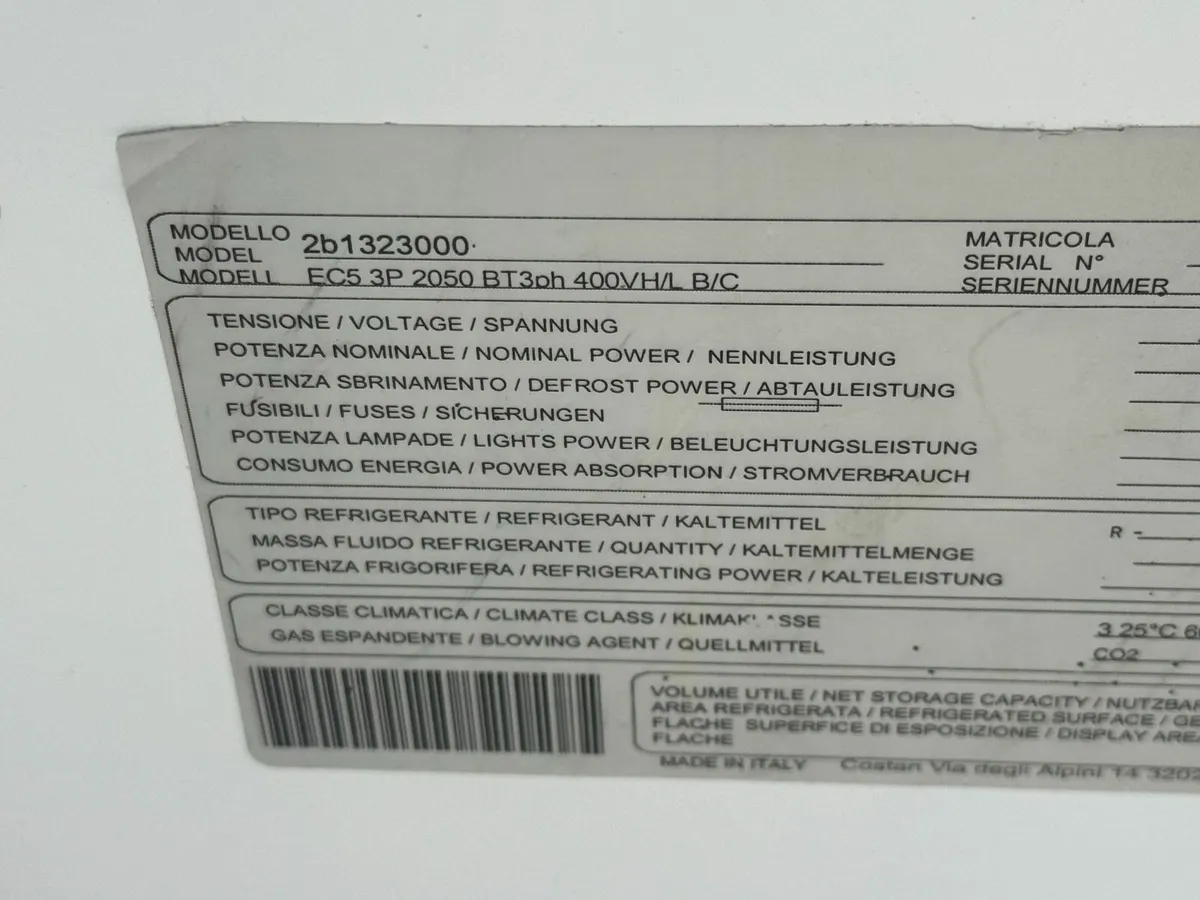 MODELLO 2b1323000.
MODEL
MODELL EC5 3P 2050 BT3ph 400VH/L B/C
MATRICOLA
SERIAL N°
SERIENNUMMER
TENSIONE / VOLTAGE / SPANNUNG
POTENZA NOMINALE / NOMINAL POWER / NENNLEISTUNG
POTENZA SBRINAMENTO / DEFROST POWER / ABTAULEISTUNG
FUSIBILI / FUSES / SICHERUNGEN
POTENZA LAMPADE / LIGHTS POWER / BELEUCHTUNGSLEISTUNG
CONSUMO ENERGIA / POWER ABSORPTION / STROMVERBRAUCH
TIPO REFRIGERANTE / REFRIGERANT / KALTEMITTEL R -
MASSA FLUIDO REFRIGERANTE / QUANTITY / KALTEMITTELMENGE
POTENZA FRIGORIFERA / REFRIGERATING POWER / KALTELEISTUNG
CLASSE CLIMATICA / CLIMATE CLASS / 3 25°C
GAS ESPANDENTE / BLOWING AGENT / QUELLMITTEL CO2
VOLUME UTILE / NET STORAGE CAPACITY / NUTZBAR
AREA REFRIGERATA / REFRIGERATED SURFACE / GE
FLACHE SUPERFICE DI ESPOSIZIONE / DISPLAY AREA
FLACHE
MADE IN ITALY Costan Via degli Alpini 14 3202